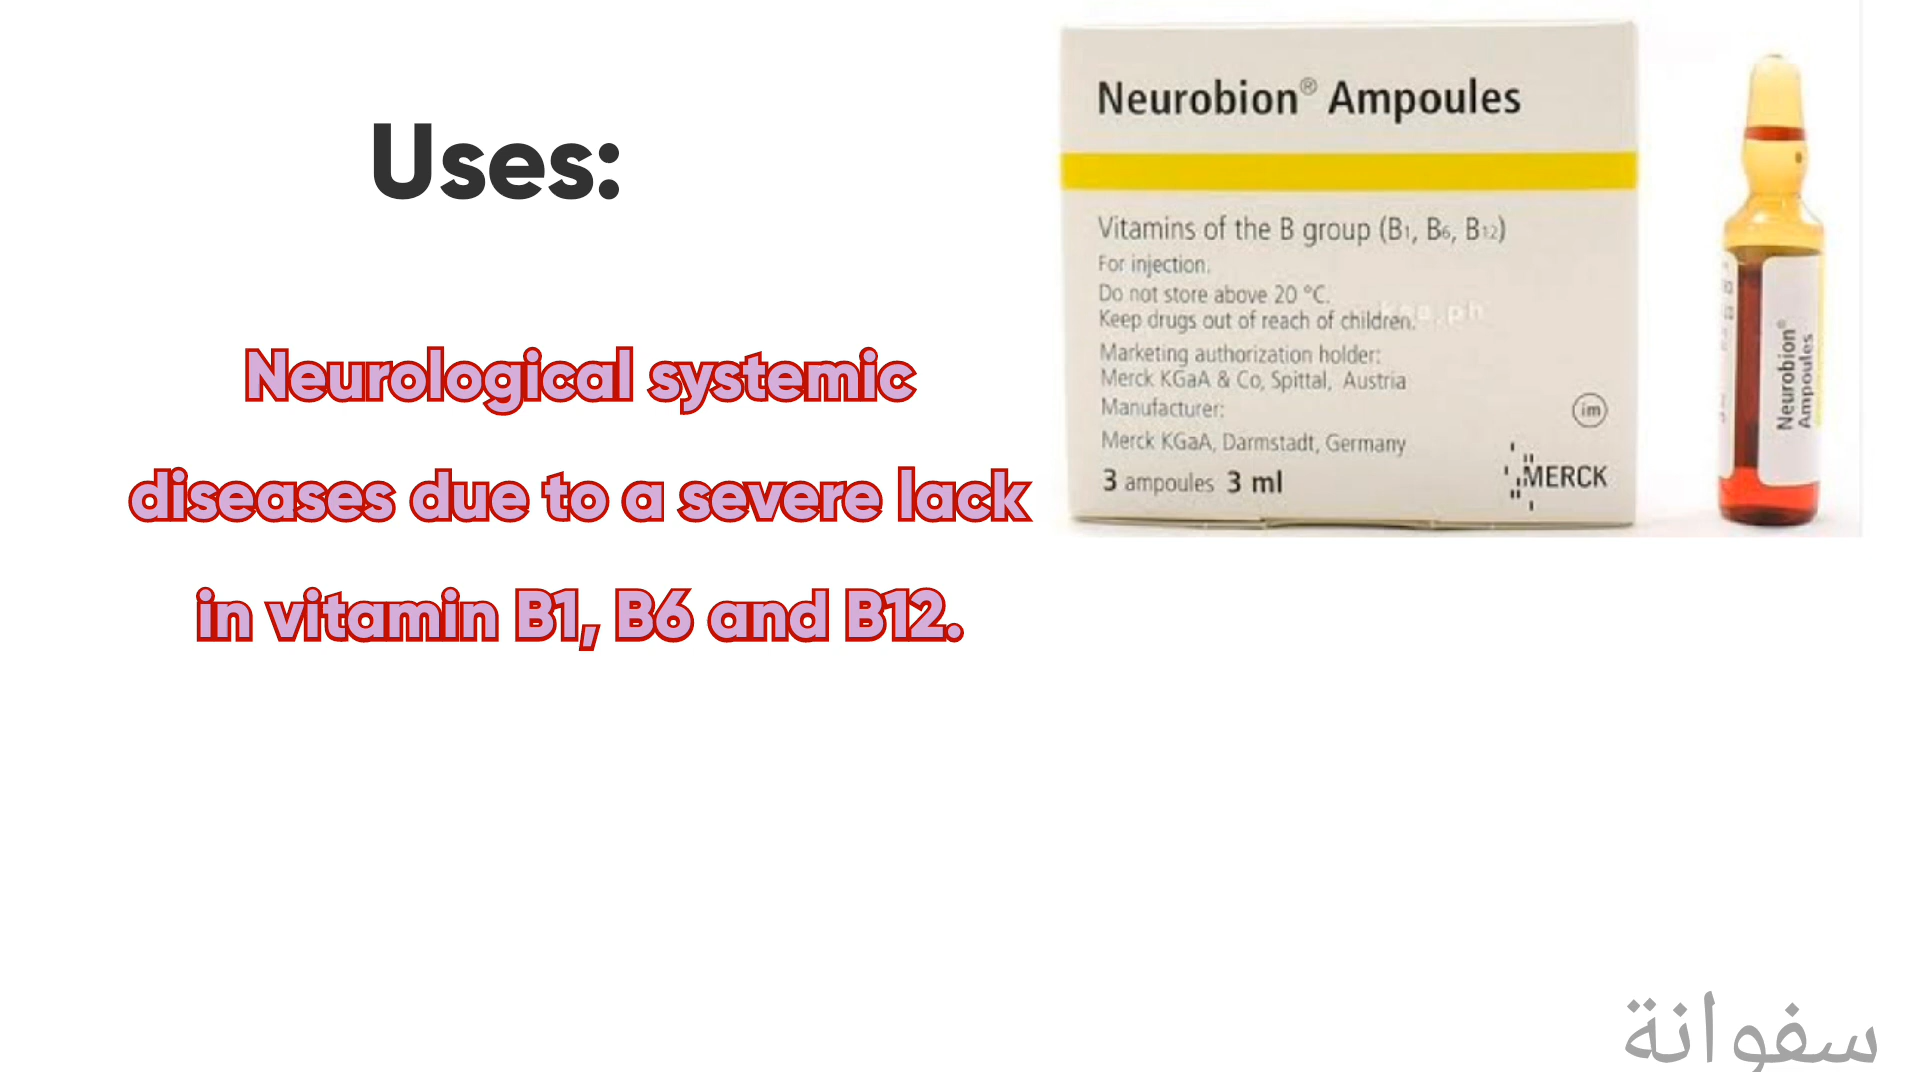 Uses:
Neurological systemic
diseases due to a severe lack
in vitamin B1, B6 and B12.
Neurobion® Ampoules
Vitamins of the B group (B1, B6, B12)
For injection.
Do not store above 20 °C.
Keep drugs out of reach of children.
Marketing authorization holder:
Merck KGaA & Co, Spittal, Austria
Manufacturer:
Merck KGaA, Darmstadt, Germany
3 ampoules 3 ml
im
MERCK
Neurobion®
Ampoules
سفوانة